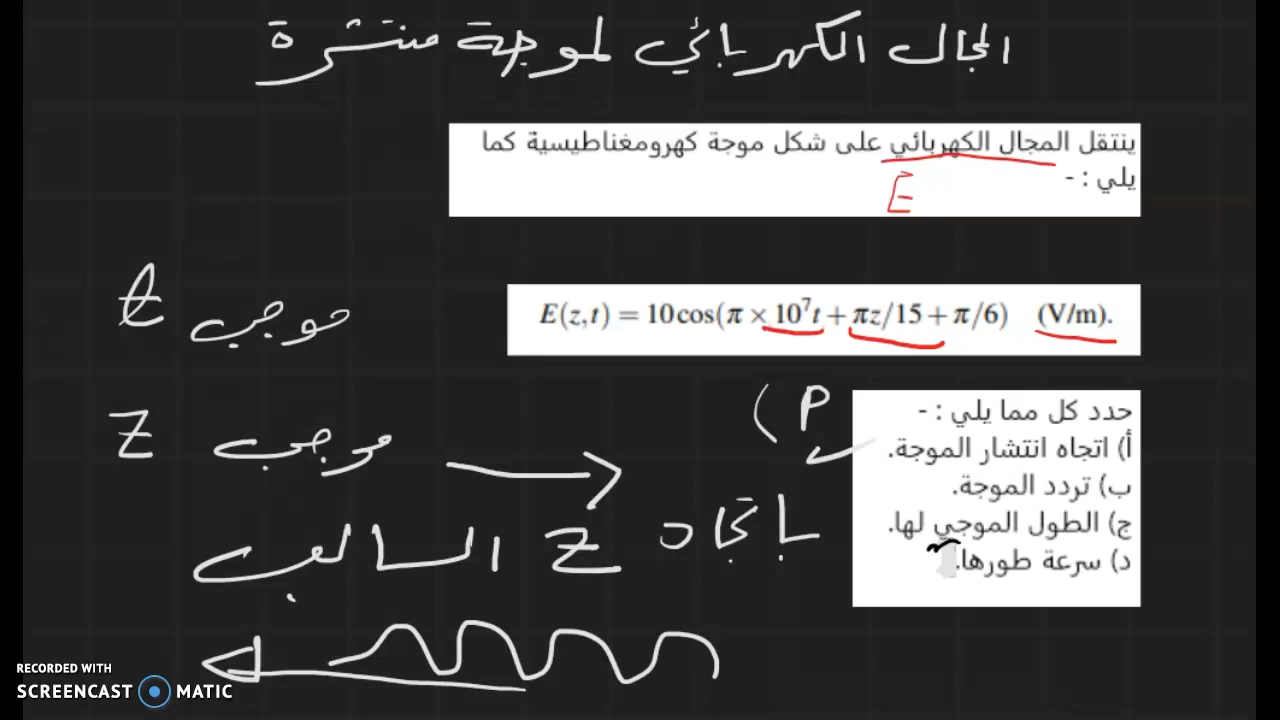 المجال الكهربائي لموجة منتشرة
ينتقل المجال الكهربائي على شكل موجة كهرومغناطيسية كما
يلي : -
E
E(z,t) = 10 cos(π × 10⁷t + πz/15 + π/6) (V/m).
t موجب
z موجب
باتجاه z السالب
حدد كل مما يلي : -
أ) اتجاه انتشار الموجة.
ب) تردد الموجة.
ج) الطول الموجي لها.
د) سرعة طورها.
RECORDED WITH
SCREENCAST MATIC